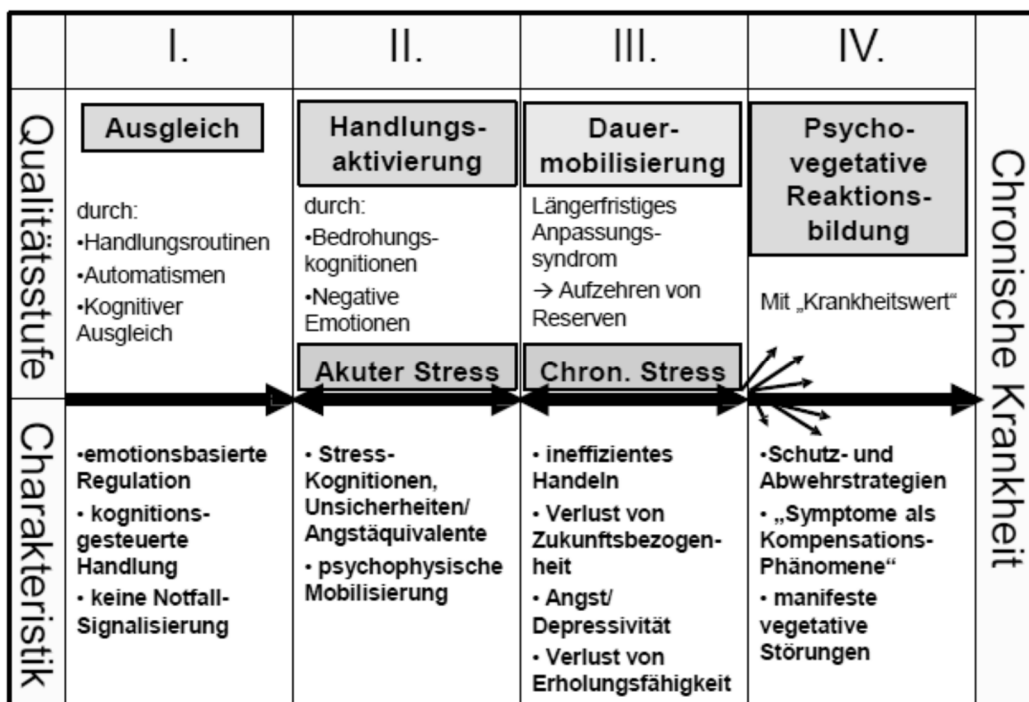 I.
II.
III.
IV.
Qualitätsstufe
Ausgleich
durch:
•Handlungsroutinen
•Automatismen
•Kognitiver
Ausgleich
Handlungs-
aktivierung
durch:
•Bedrohungs-
kognitionen
•Negative
Emotionen
Akuter Stress
Dauer-
mobilisierung
Längerfristiges
Anpassungs-
syndrom
→ Aufzehren von
Reserven
Chron. Stress
Psycho-
vegetative
Reaktions-
bildung
Mit „Krankheitswert“
Charakteristik
•emotionsbasierte
Regulation
• kognitions-
gesteuerte
Handlung
• keine Notfall-
Signalisierung
• Stress-
Kognitionen,
Unsicherheiten/
Angstäquivalente
• psychophysische
Mobilisierung
• ineffizientes
Handeln
• Verlust von
Zukunftsbezogen-
heit
• Angst/
Depressivität
• Verlust von
Erholungsfähigkeit
•Schutz- und
Abwehrstrategien
• „Symptome als
Kompensations-
Phänomene“
• manifeste
vegetative
Störungen
Chronische Krankheit